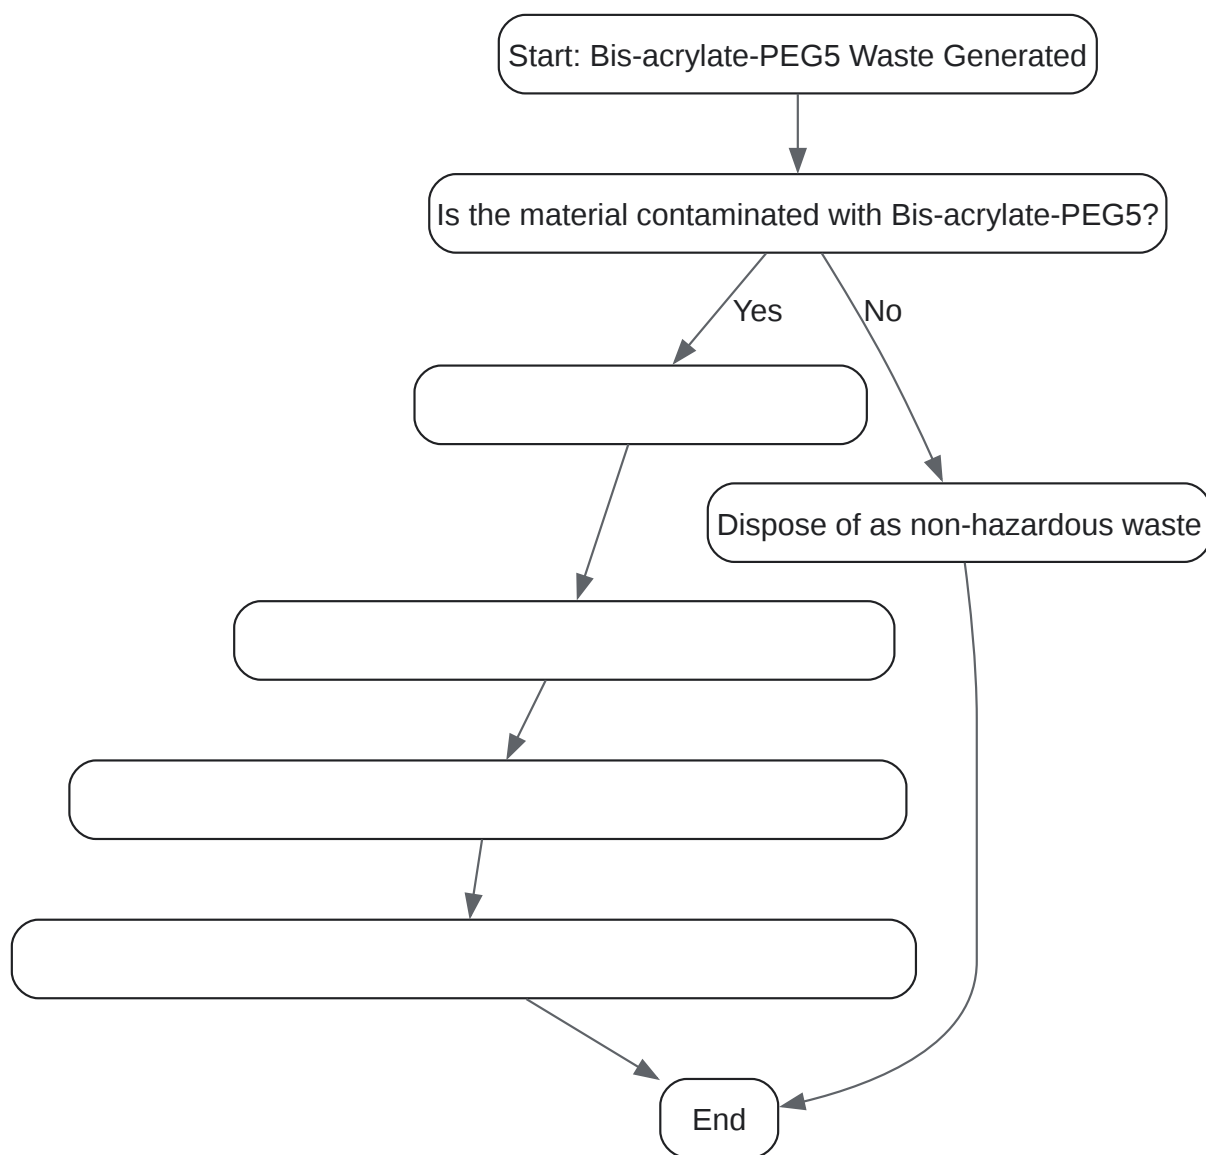 Start: Bis-acrylate-PEG5 Waste Generated
Is the material contaminated with Bis-acrylate-PEG5?
Yes
No
Dispose of as non-hazardous waste
End